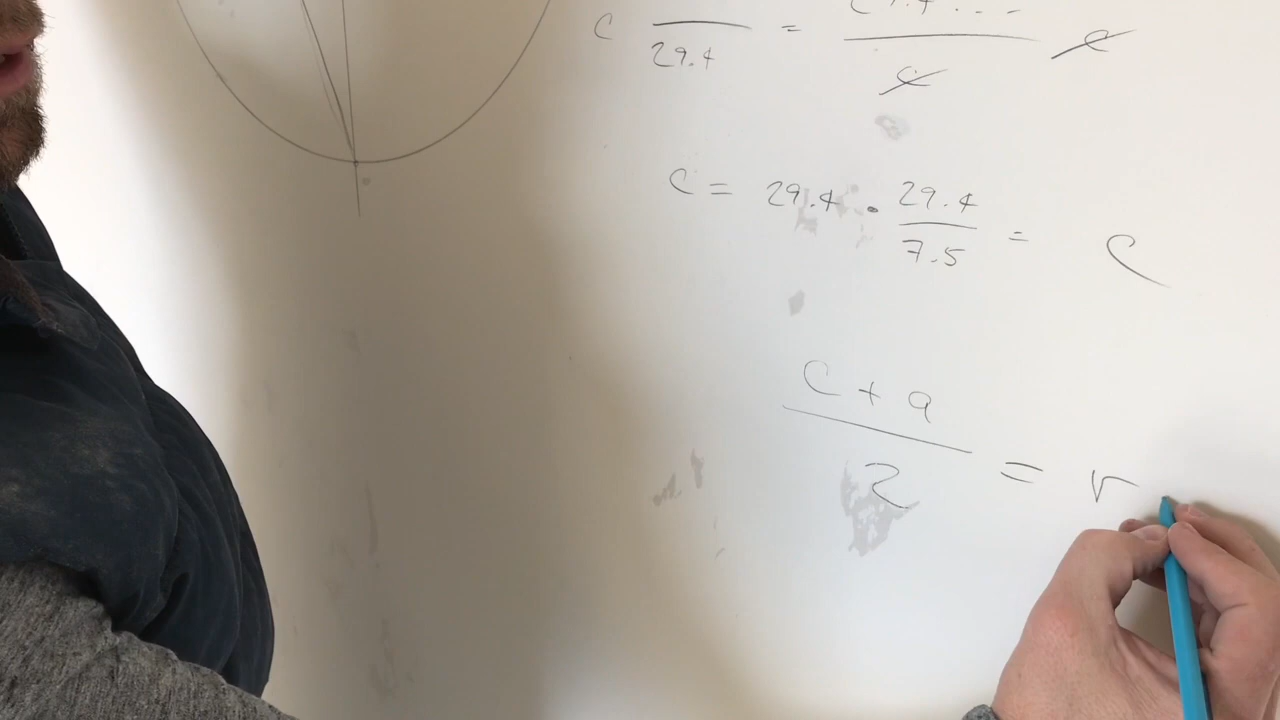 C ── = ──── c
29.4 c
C = 29.4 · 29.4 / 7.5 = C
C + a
2 = r